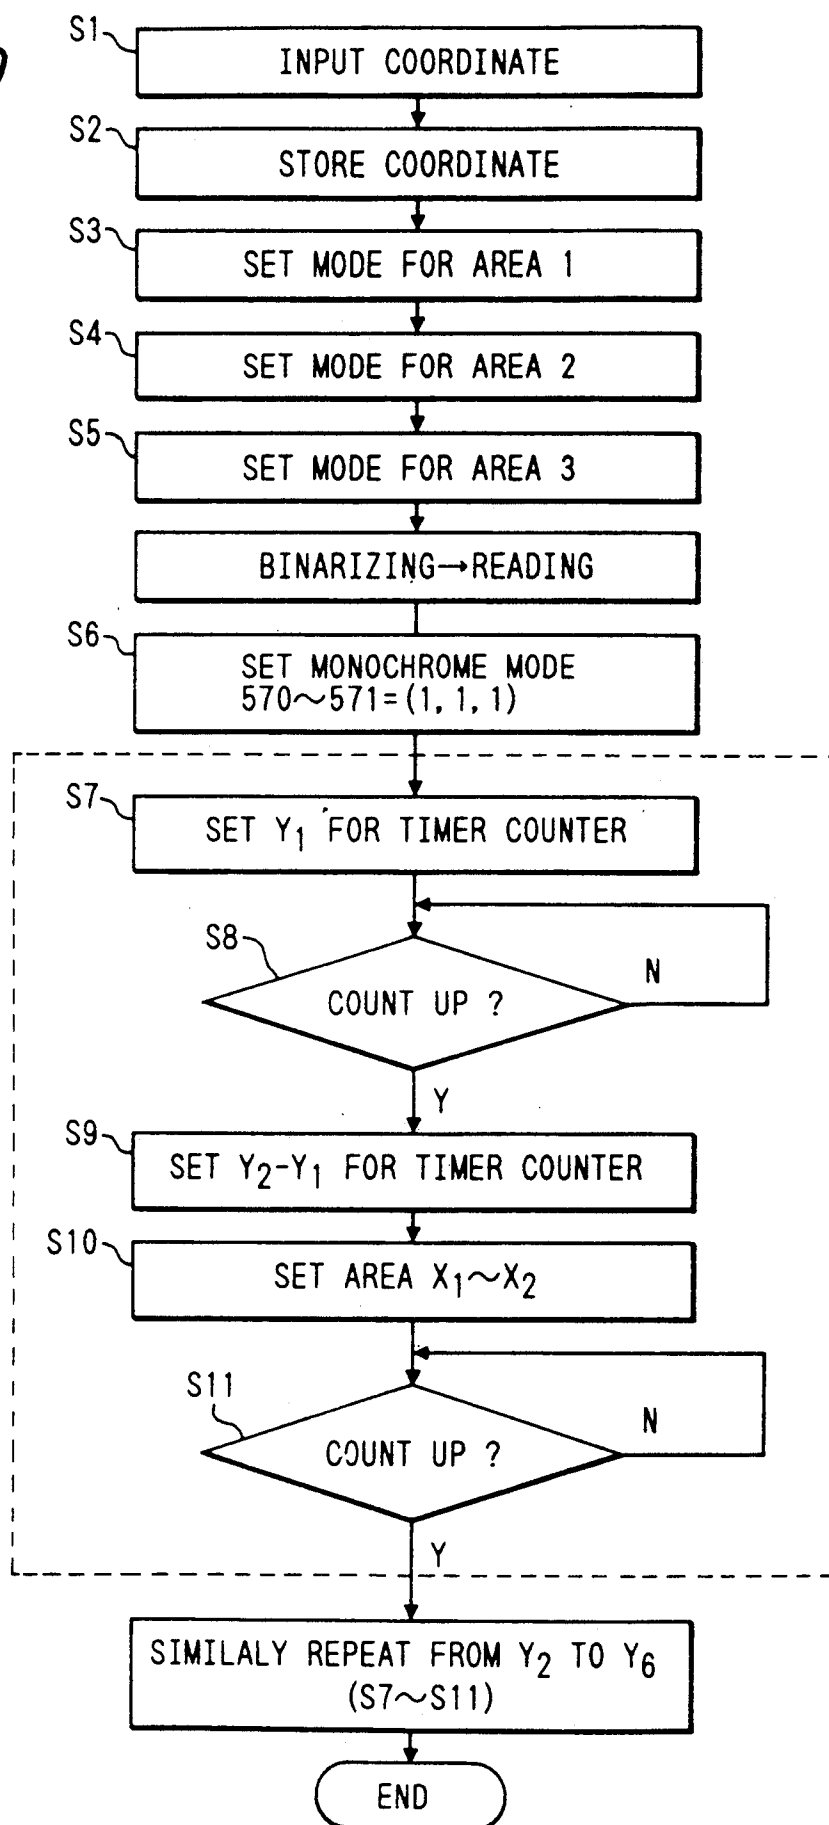 S1
INPUT COORDINATE
S2
STORE COORDINATE
S3
SET MODE FOR AREA 1
S4
SET MODE FOR AREA 2
S5
SET MODE FOR AREA 3
BINARIZING→READING
S6
SET MONOCHROME MODE
570~571=(1,1,1)
S7
SET Y1 FOR TIMER COUNTER
S8
COUNT UP ?
N
Y
S9
SET Y2-Y1 FOR TIMER COUNTER
S10
SET AREA X1~X2
S11
COUNT UP ?
N
Y
SIMILALY REPEAT FROM Y2 TO Y6
(S7~S11)
END